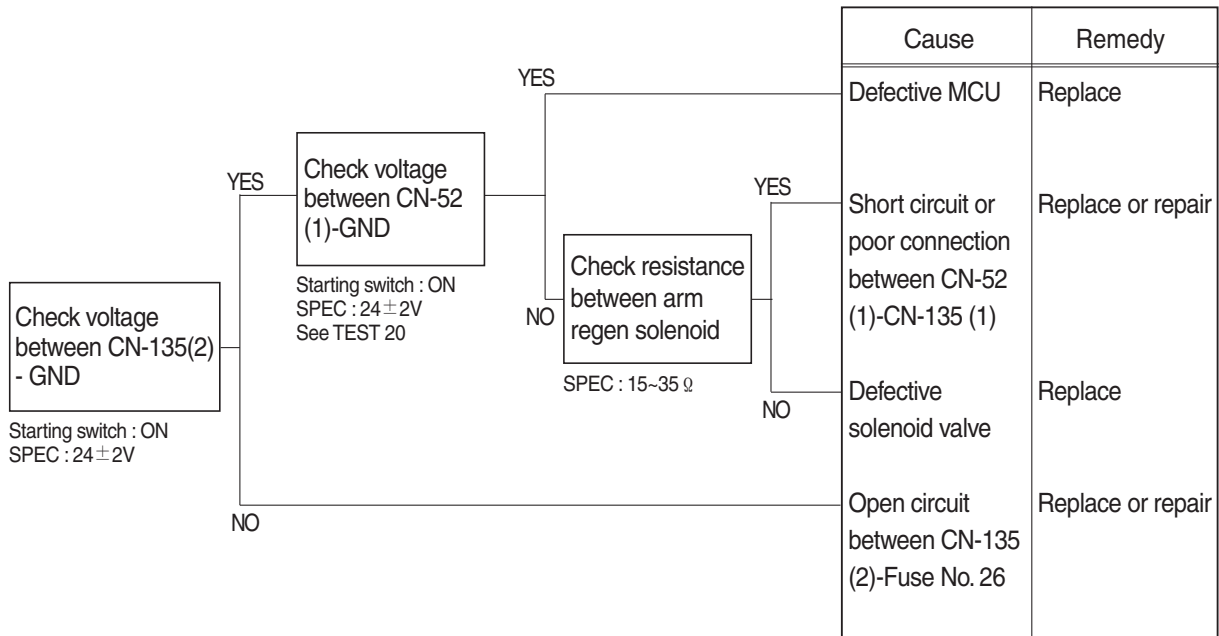 Cause
Remedy
YES
Defective MCU
Replace
Check voltage
between CN-52
(1)-GND
YES
Starting switch : ON
SPEC : 24±2V
See TEST 20
YES
Short circuit or
poor connection
between CN-52
(1)-CN-135 (1)
Replace or repair
Check resistance
between arm
regen solenoid
NO
SPEC : 15~35 Ω
Check voltage
between CN-135(2)
- GND
Starting switch : ON
SPEC : 24±2V
NO
Defective
solenoid valve
Replace
NO
Open circuit
between CN-135
(2)-Fuse No. 26
Replace or repair